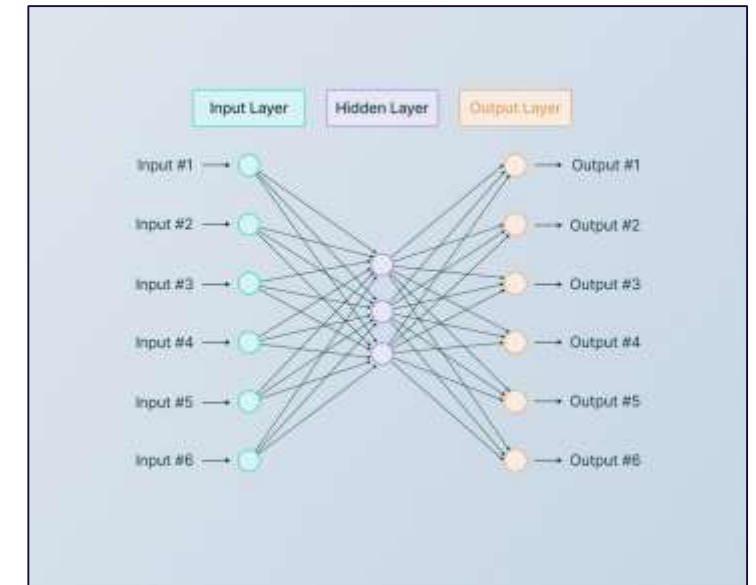 Input Layer Hidden Layer Output Layer
Input #1 Output #1
Input #2 Output #2
Input #3 Output #3
Input #4 Output #4
Input #5 Output #5
Input #6 Output #6